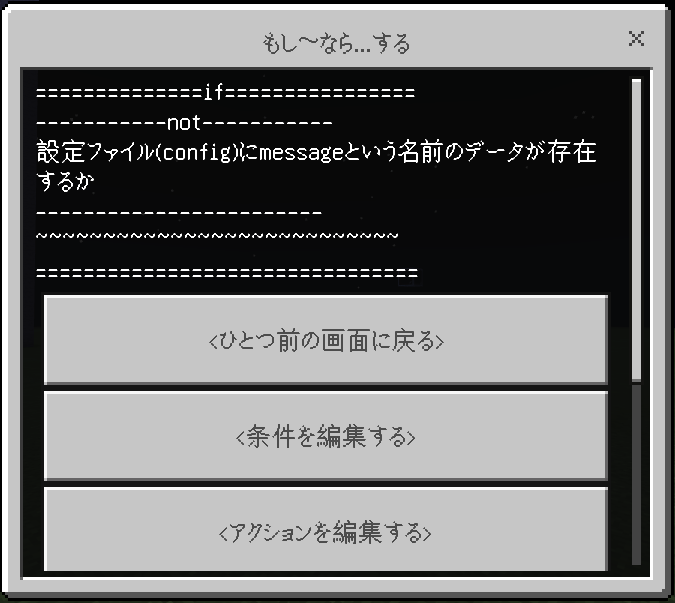 もし～なら...する
==============if================
-----------not-----------
設定ファイル(config)にmessageという名前のデータが存在
するか
------------------------
~~~~~~~~~~~~~~~~~~~~~~~~~~~
================================
<ひとつ前の画面に戻る>
<条件を編集する>
<アクションを編集する>